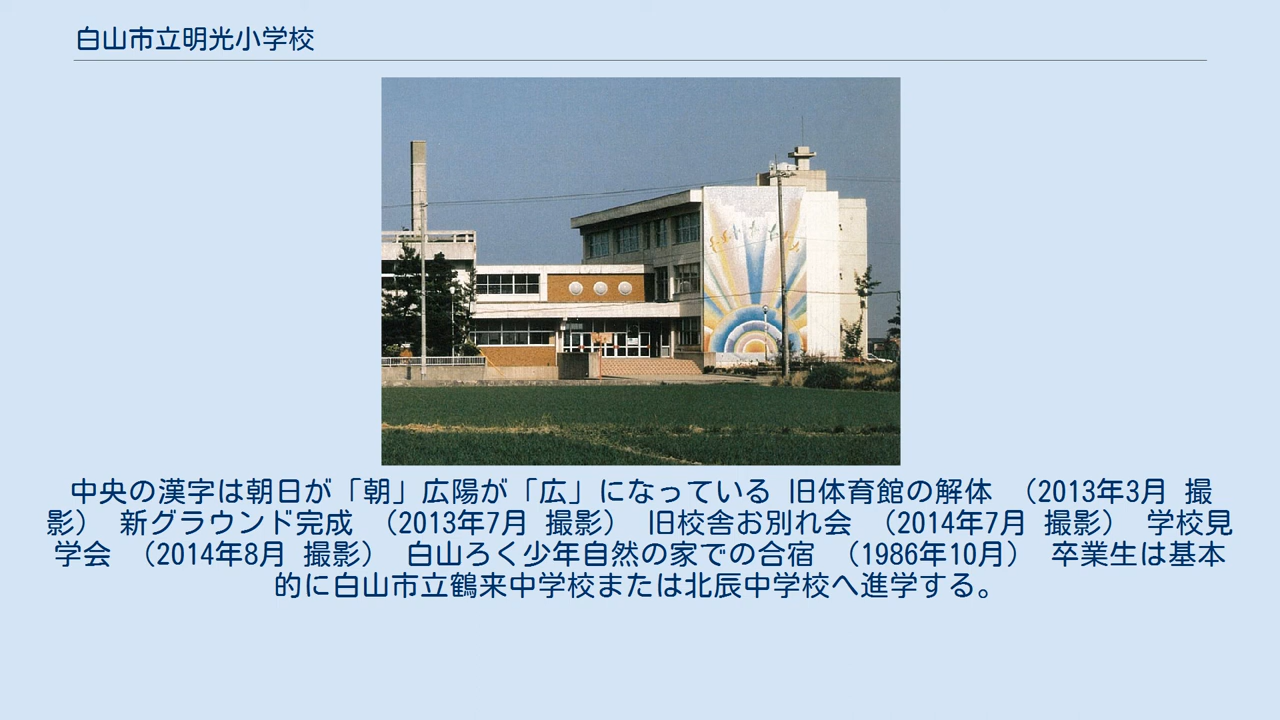 白山市立明光小学校
中央の漢字は朝日が「朝」広陽が「広」になっている 旧体育館の解体 （2013年3月 撮
影） 新グラウンド完成 （2013年7月 撮影） 旧校舎お別れ会 （2014年7月 撮影） 学校見
学会 （2014年8月 撮影） 白山ろく少年自然の家での合宿 （1986年10月） 卒業生は基本
的に白山市立鶴来中学校または北辰中学校へ進学する。